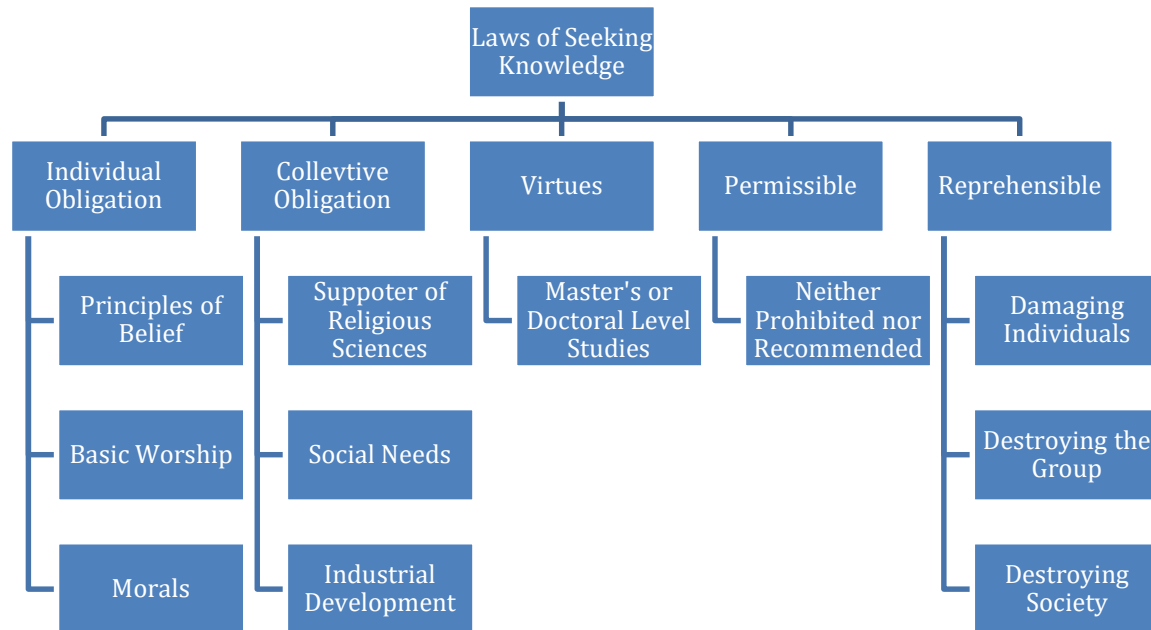 Laws of Seeking
Knowledge
Individual
Obligation
Collevtive
Obligation
Virtues
Permissible
Reprehensible
Principles of
Belief
Suppoter of
Religious
Sciences
Master's or
Doctoral Level
Studies
Neither
Prohibited nor
Recommended
Damaging
Individuals
Basic Worship
Social Needs
Destroying the
Group
Morals
Industrial
Development
Destroying
Society